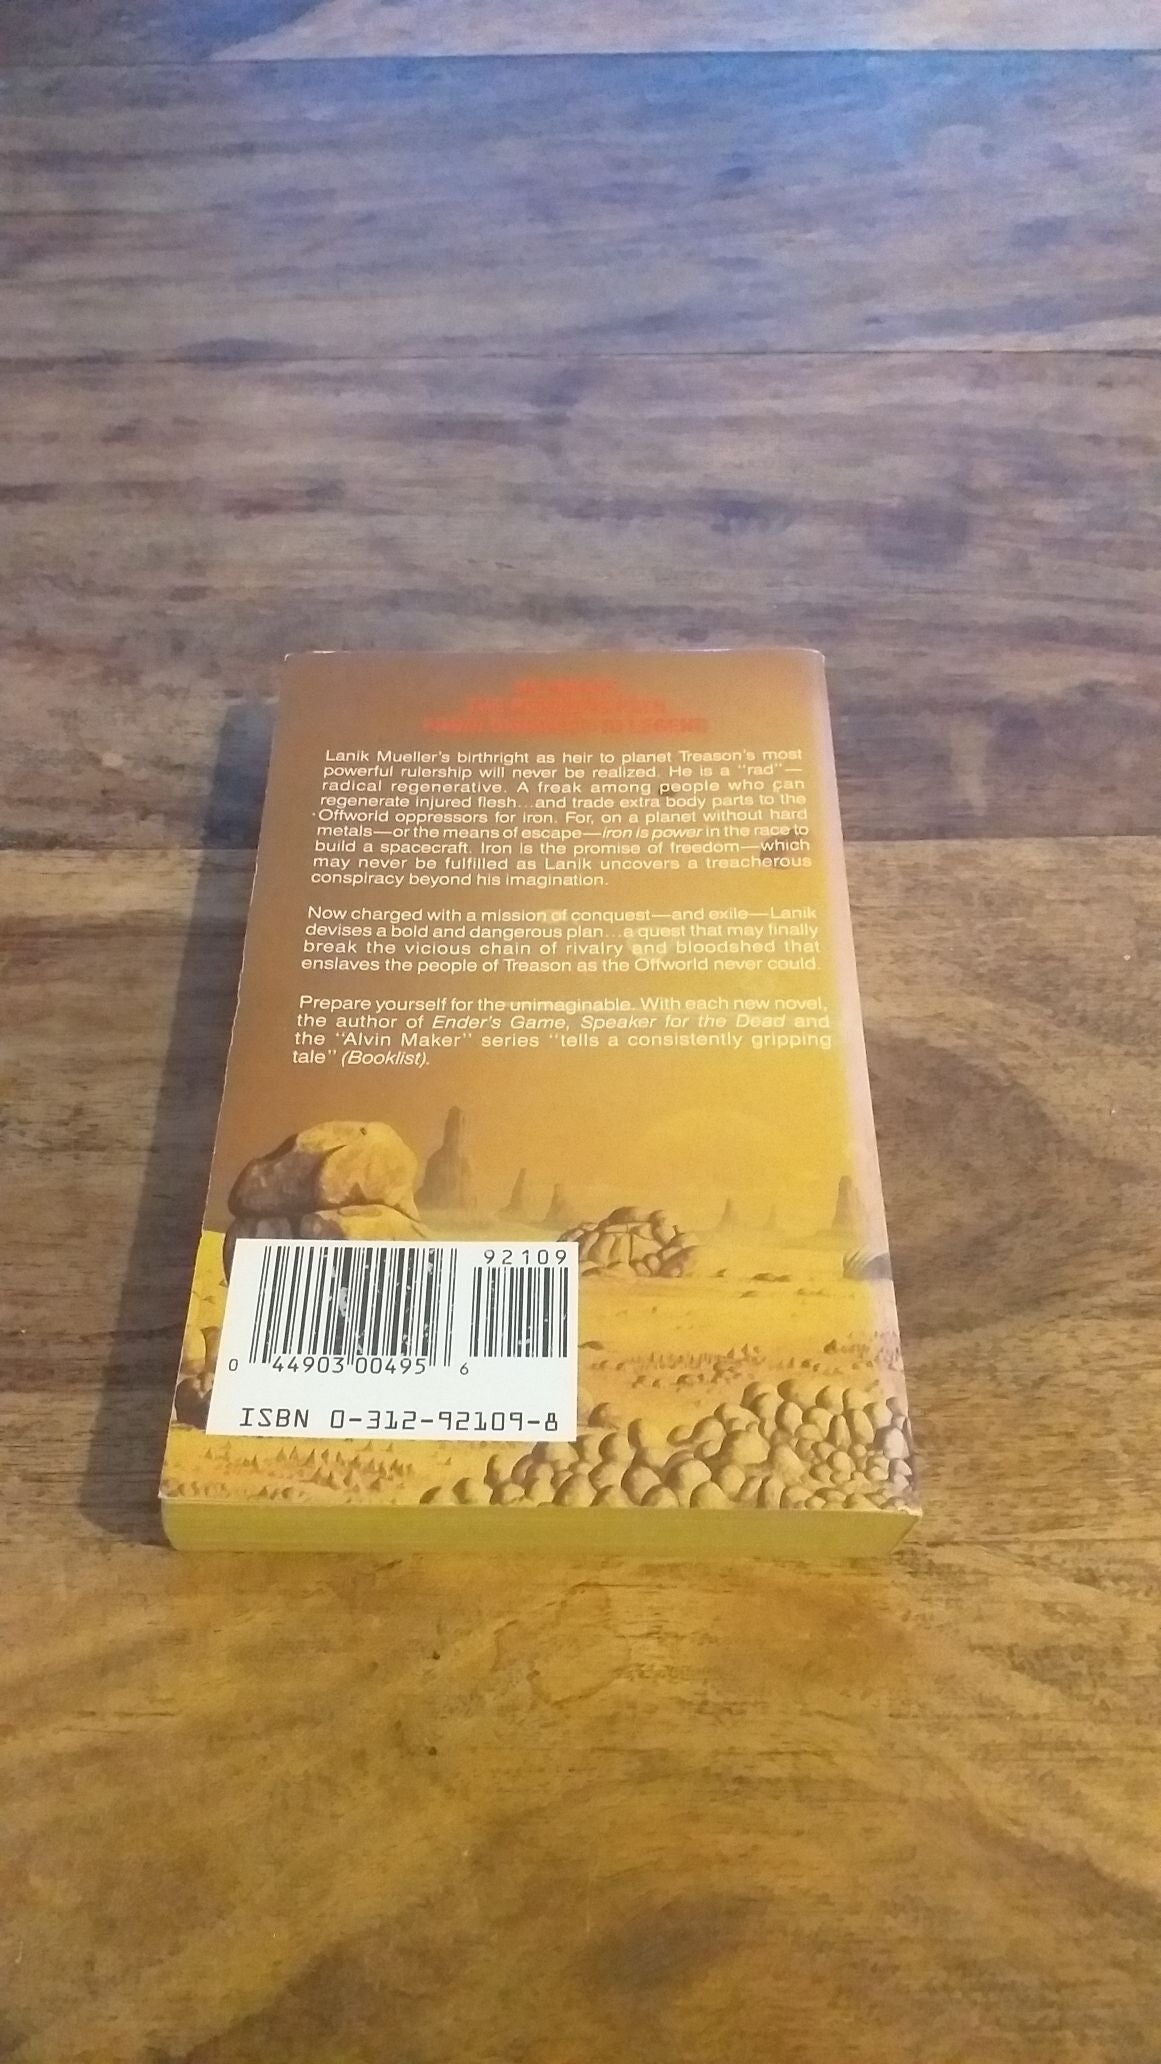 Lanik Mueller's birthright as heir to planet Treason's most
powerful rulership will never be realized. He is a "rad"—
radical regenerative. A freak among people who can
regenerate injured flesh...and trade extra body parts to the
Offworld oppressors for iron. For, on a planet without hard
metals—or the means of escape—iron is power in the race to
build a spacecraft. Iron is the promise of freedom—which
may never be fulfilled as Lanik uncovers a treacherous
conspiracy beyond his imagination.
Now charged with a mission of conquest—and exile—Lanik
devises a bold and dangerous plan...a quest that may finally
break the vicious chain of rivalry and bloodshed that
enslaves the people of Treason as the Offworld never could.
Prepare yourself for the unimaginable. With each new novel,
the author of Ender's Game, Speaker for the Dead and
the "Alvin Maker" series "tells a consistently gripping
tale" (Booklist).
92109
0 44903 00495 6
ISBN 0-312-92109-8